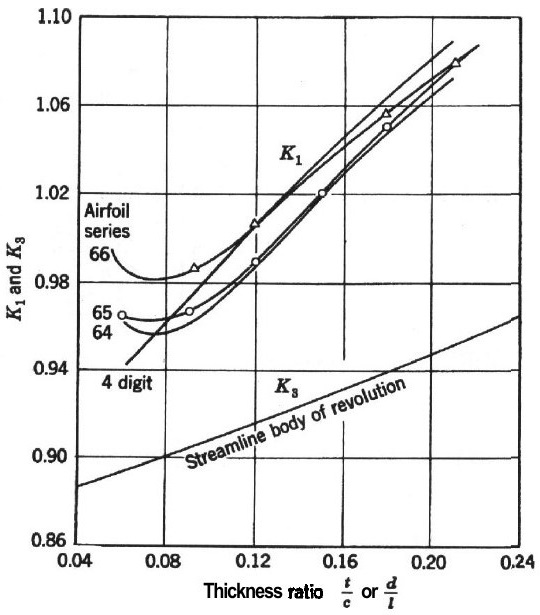 1.10
1.06
1.02
0.98
0.94
0.90
0.86
K₁ and K₃
K₁
Airfoil
series
66
65
64
4 digit
K₃
Streamline body of revolution
0.04
0.08
0.12
0.16
0.20
0.24
Thickness ratio t/c or d/l